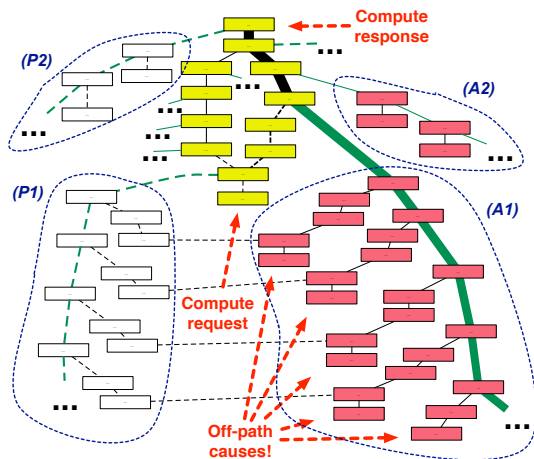 Compute
response
(P2)
(A2)
(P1)
(A1)
Compute
request
Off-path
causes!